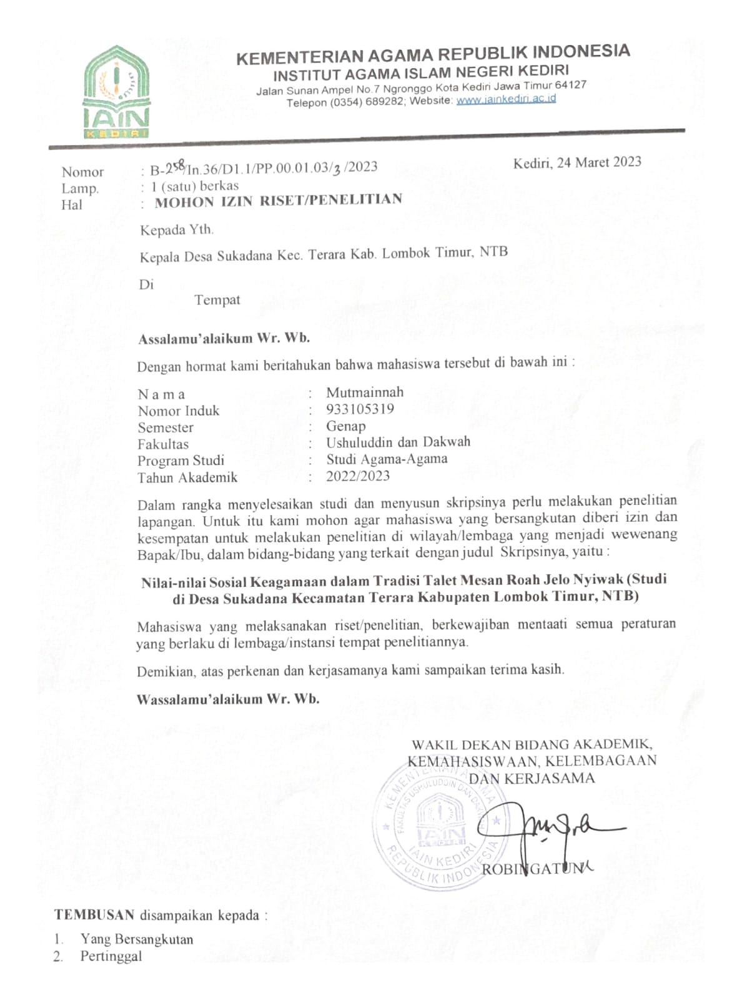 IAIN
KEDIRI
KEMENTERIAN AGAMA REPUBLIK INDONESIA
INSTITUT AGAMA ISLAM NEGERI KEDIRI
Jalan Sunan Ampel No.7 Ngronggo Kota Kediri Jawa Timur 64127
Telepon (0354) 689282; Website: www.iainkediri.ac.id
Nomor : B-258/In.36/D1.1/PP.00.01.03/3 /2023 Kediri, 24 Maret 2023
Lamp. : 1 (satu) berkas
Hal : MOHON IZIN RISET/PENELITIAN
Kepada Yth.
Kepala Desa Sukadana Kec. Terara Kab. Lombok Timur, NTB
Di
Tempat
Assalamu'alaikum Wr. Wb.
Dengan hormat kami beritahukan bahwa mahasiswa tersebut di bawah ini :
N a m a : Mutmainnah
Nomor Induk : 933105319
Semester : Genap
Fakultas : Ushuluddin dan Dakwah
Program Studi : Studi Agama-Agama
Tahun Akademik : 2022/2023
Dalam rangka menyelesaikan studi dan menyusun skripsinya perlu melakukan penelitian
lapangan. Untuk itu kami mohon agar mahasiswa yang bersangkutan diberi izin dan
kesempatan untuk melakukan penelitian di wilayah/lembaga yang menjadi wewenang
Bapak/Ibu, dalam bidang-bidang yang terkait dengan judul Skripsinya, yaitu :
Nilai-nilai Sosial Keagamaan dalam Tradisi Talet Mesan Roah Jelo Nyiwak (Studi
di Desa Sukadana Kecamatan Terara Kabupaten Lombok Timur, NTB)
Mahasiswa yang melaksanakan riset/penelitian, berkewajiban mentaati semua peraturan
yang berlaku di lembaga/instansi tempat penelitiannya.
Demikian, atas perkenan dan kerjasamanya kami sampaikan terima kasih.
Wassalamu'alaikum Wr. Wb.
WAKIL DEKAN BIDANG AKADEMIK,
KEMAHASISWAAN, KELEMBAGAAN
DAN KERJASAMA
KEMENTERIAN AGAMA
FAKULTAS USHULUDDIN DAN DAKWAH
IAIN
KEDIRI
IAIN KEDIRI
REPUBLIK INDONESIA
ROBINGATUN
TEMBUSAN disampaikan kepada :
1. Yang Bersangkutan
2. Pertinggal